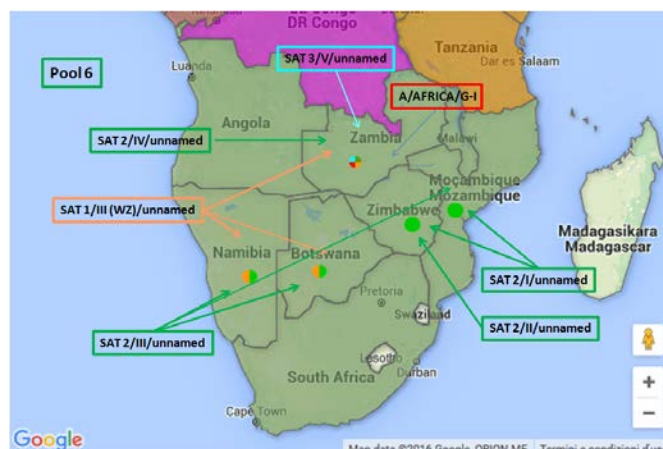 DR Congo
Tanzania
Pool 6
SAT 3/V/unnamed
Dar es Salaam
Luanda
A/AFRICA/G-I
Angola
SAT 2/IV/unnamed
Zambia
Malawi
Moçambique
Mozambique
SAT 1/III (WZ)/unnamed
Zimbabwe
Madagasikara
Madagascar
Namibia
Botswana
SAT 2/I/unnamed
Pretoria
Swaziland
SAT 2/II/unnamed
SAT 2/III/unnamed
Lesotho
Durban
South Africa
Cape Town
+
−
Google
Map data ©2016 Google, ORION-ME
Termini e condizioni d'u